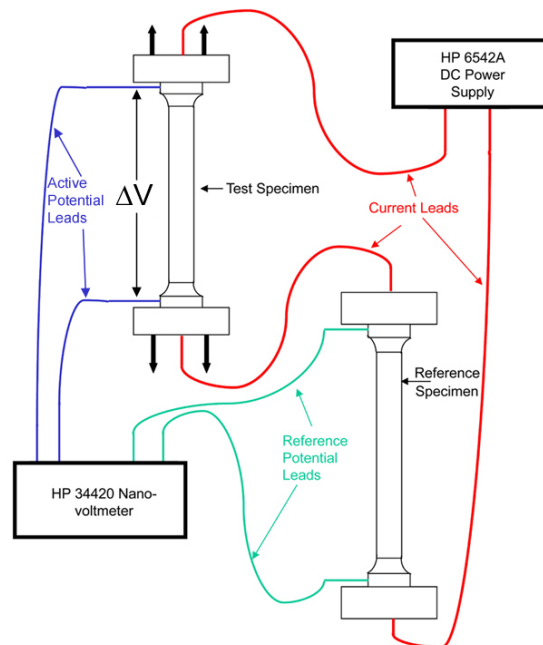 HP 6542A
DC Power
Supply
Active
Potential
Leads
ΔV
Test Specimen
Current Leads
Reference
Specimen
Reference
Potential
Leads
HP 34420 Nano-
voltmeter